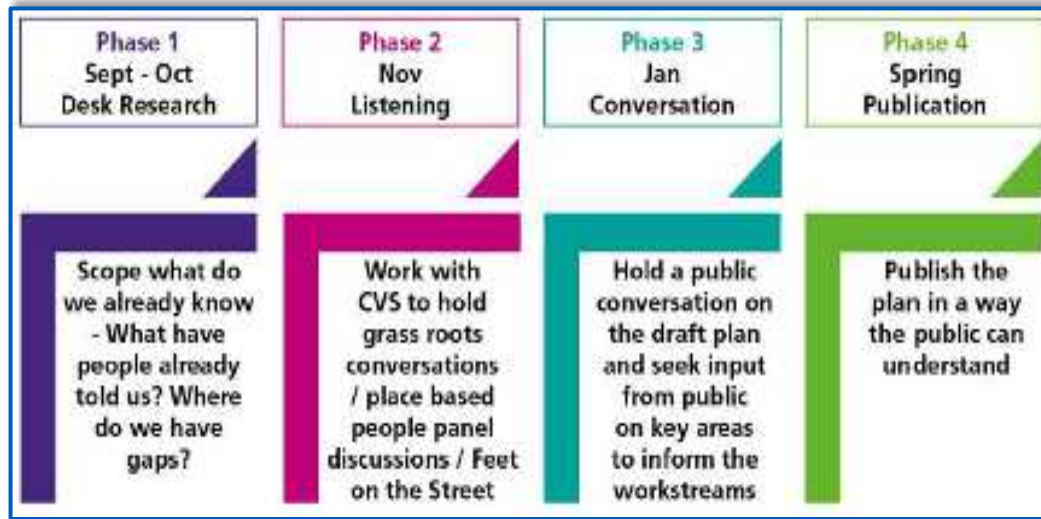 Phase 1
Sept - Oct
Desk Research
Scope what do
we already know
- What have
people already
told us? Where
do we have
gaps?
Phase 2
Nov
Listening
Work with
CVS to hold
grass roots
conversations
/ place based
people panel
discussions / Feet
on the Street
Phase 3
Jan
Conversation
Hold a public
conversation on
the draft plan
and seek input
from public
on key areas
to inform the
workstreams
Phase 4
Spring
Publication
Publish the
plan in a way
the public can
understand